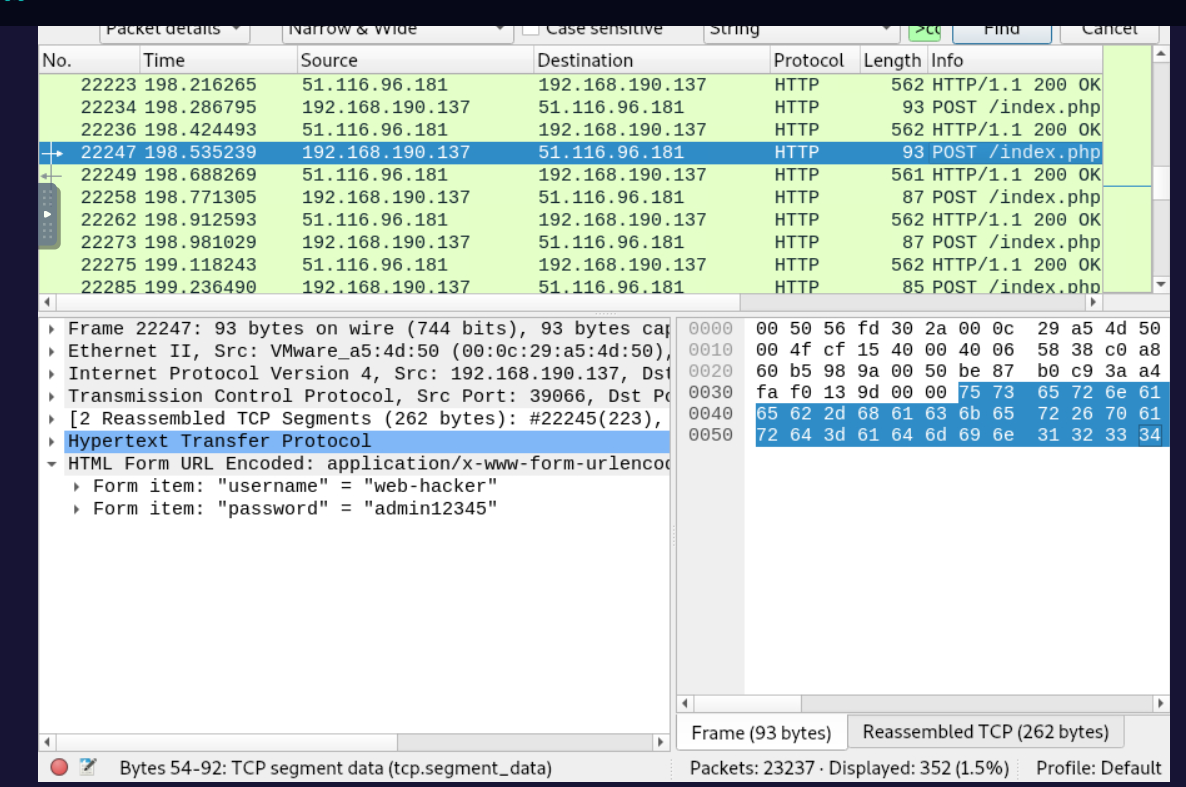 Packet details Narrow & Wide Case sensitive String Find Cancel
No. Time Source Destination Protocol Length Info
22223 198.216265 51.116.96.181 192.168.190.137 HTTP 562 HTTP/1.1 200 OK
22234 198.286795 192.168.190.137 51.116.96.181 HTTP 93 POST /index.php
22236 198.424493 51.116.96.181 192.168.190.137 HTTP 562 HTTP/1.1 200 OK
22247 198.535239 192.168.190.137 51.116.96.181 HTTP 93 POST /index.php
22249 198.688269 51.116.96.181 192.168.190.137 HTTP 561 HTTP/1.1 200 OK
22258 198.771305 192.168.190.137 51.116.96.181 HTTP 87 POST /index.php
22262 198.912593 51.116.96.181 192.168.190.137 HTTP 562 HTTP/1.1 200 OK
22273 198.981029 192.168.190.137 51.116.96.181 HTTP 87 POST /index.php
22275 199.118243 51.116.96.181 192.168.190.137 HTTP 562 HTTP/1.1 200 OK
22285 199.236490 192.168.190.137 51.116.96.181 HTTP 85 POST /index.php
Frame 22247: 93 bytes on wire (744 bits), 93 bytes cap
Ethernet II, Src: VMware_a5:4d:50 (00:0c:29:a5:4d:50),
Internet Protocol Version 4, Src: 192.168.190.137, Dst
Transmission Control Protocol, Src Port: 39066, Dst Po
[2 Reassembled TCP Segments (262 bytes): #22245(223),
Hypertext Transfer Protocol
HTML Form URL Encoded: application/x-www-form-urlencod
Form item: "username" = "web-hacker"
Form item: "password" = "admin12345"
0000 00 50 56 fd 30 2a 00 0c 29 a5 4d 50
0010 00 4f cf 15 40 00 40 06 58 38 c0 a8
0020 60 b5 98 9a 00 50 be 87 b0 c9 3a a4
0030 fa f0 13 9d 00 00 75 73 65 72 6e 61
0040 65 62 2d 68 61 63 6b 65 72 26 70 61
0050 72 64 3d 61 64 6d 69 6e 31 32 33 34
Frame (93 bytes) Reassembled TCP (262 bytes)
Bytes 54-92: TCP segment data (tcp.segment_data) Packets: 23237 · Displayed: 352 (1.5%) Profile: Default